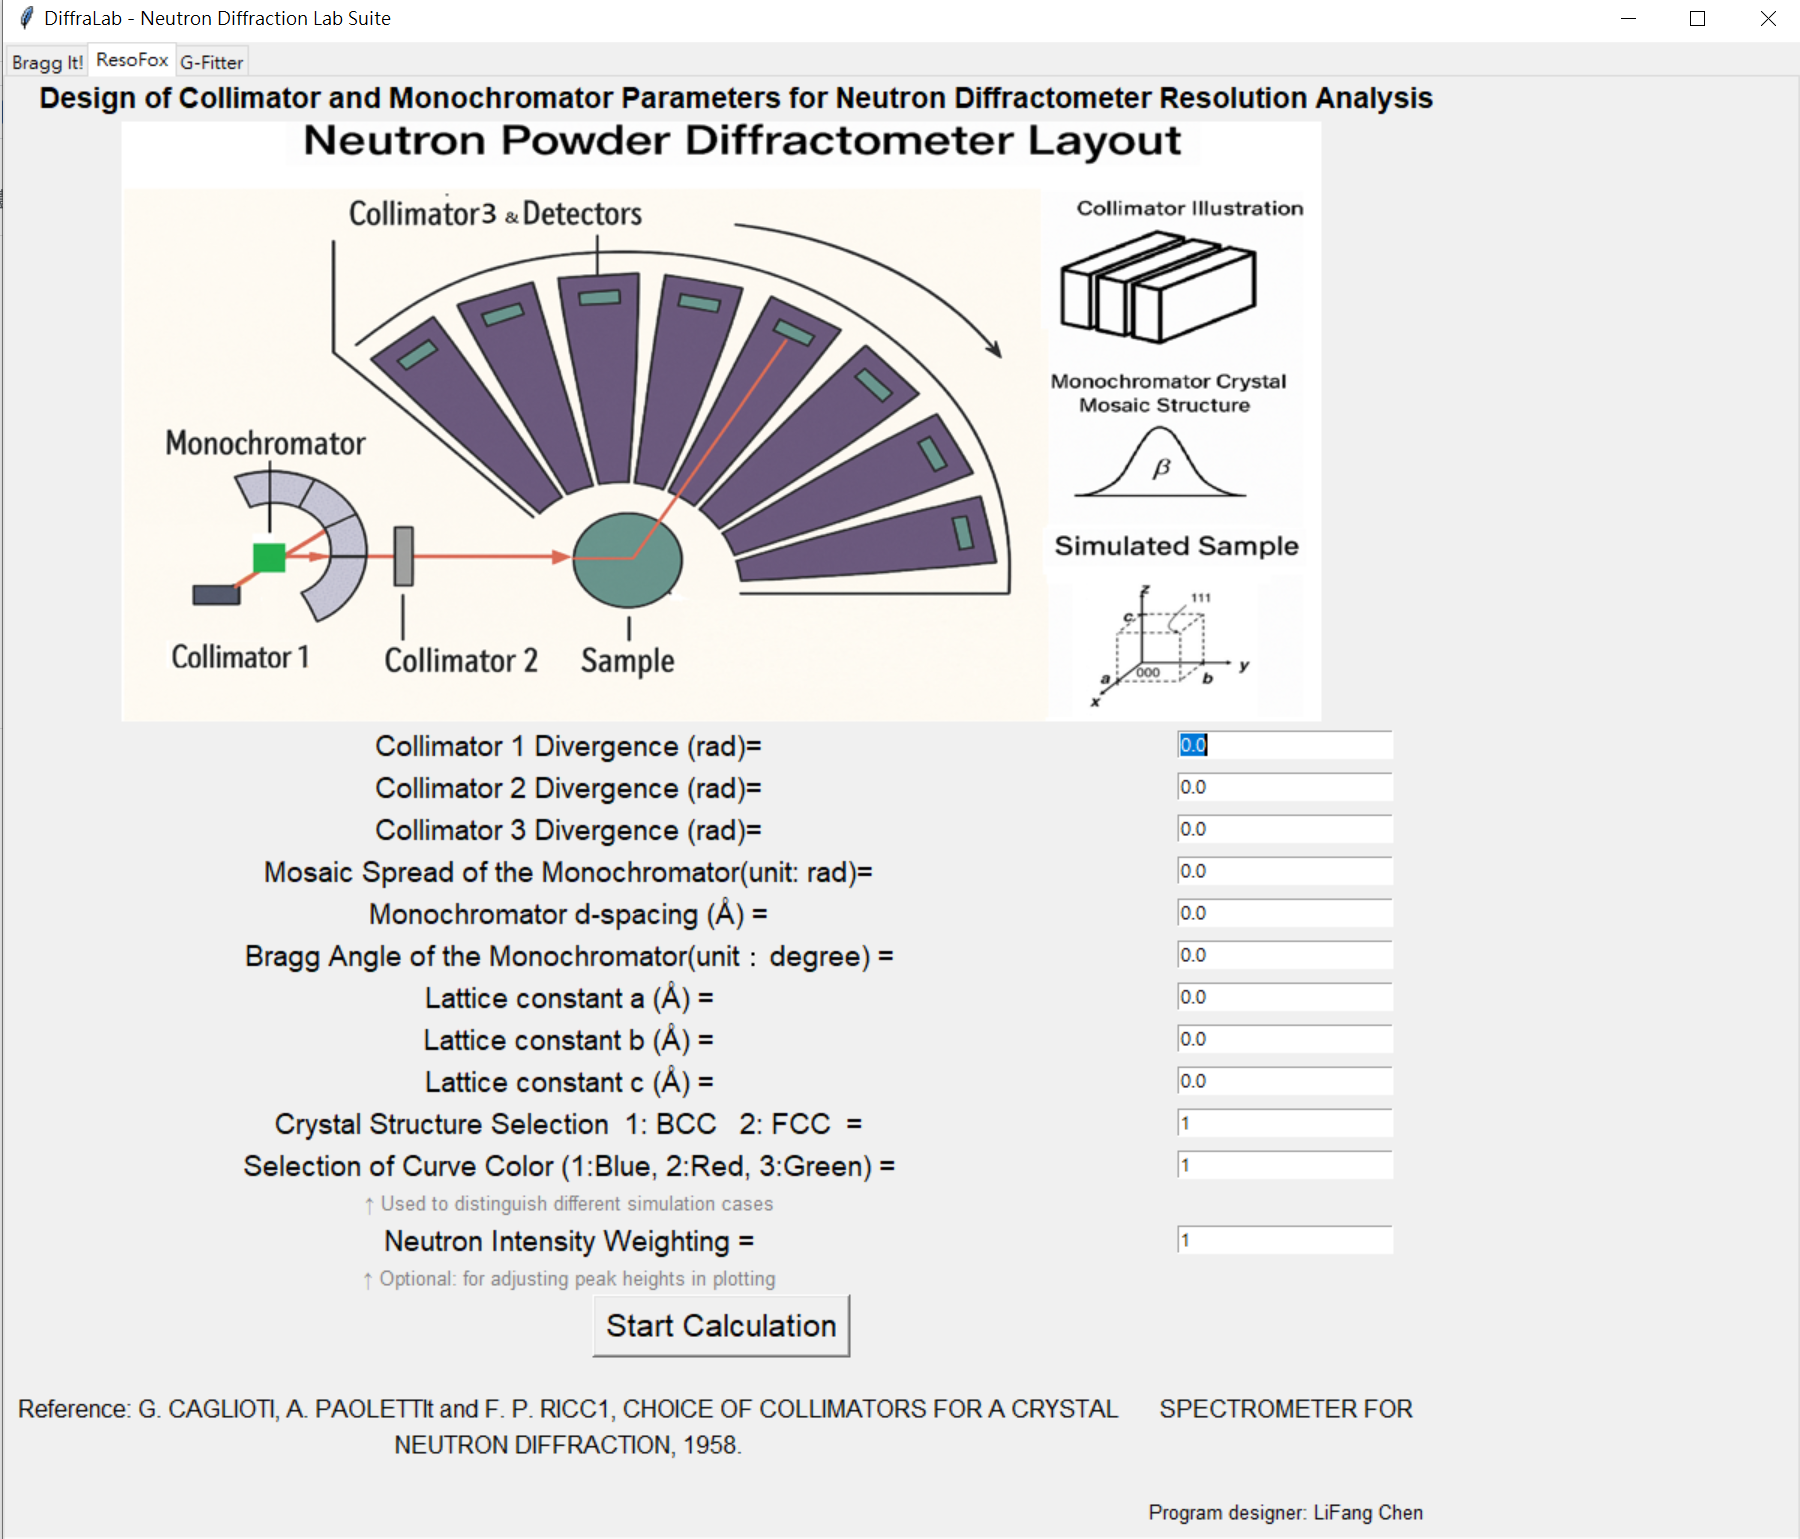 DiffraLab - Neutron Diffraction Lab Suite
Bragg It! ResoFox G-Fitter
Design of Collimator and Monochromator Parameters for Neutron Diffractometer Resolution Analysis
Neutron Powder Diffractometer Layout
Collimator3 & Detectors
Collimator Illustration
Monochromator Crystal
Mosaic Structure
β
Monochromator
Simulated Sample
Collimator 1
Collimator 2
Sample
z
111
c
000
y
a
b
x
Collimator 1 Divergence (rad)= 0.0
Collimator 2 Divergence (rad)= 0.0
Collimator 3 Divergence (rad)= 0.0
Mosaic Spread of the Monochromator(unit: rad)= 0.0
Monochromator d-spacing (Å) = 0.0
Bragg Angle of the Monochromator(unit：degree) = 0.0
Lattice constant a (Å) = 0.0
Lattice constant b (Å) = 0.0
Lattice constant c (Å) = 0.0
Crystal Structure Selection 1: BCC 2: FCC = 1
Selection of Curve Color (1:Blue, 2:Red, 3:Green) = 1
↑ Used to distinguish different simulation cases
Neutron Intensity Weighting = 1
↑ Optional: for adjusting peak heights in plotting
Start Calculation
Reference: G. CAGLIOTI, A. PAOLETTIt and F. P. RICC1, CHOICE OF COLLIMATORS FOR A CRYSTAL SPECTROMETER FOR
NEUTRON DIFFRACTION, 1958.
Program designer: LiFang Chen